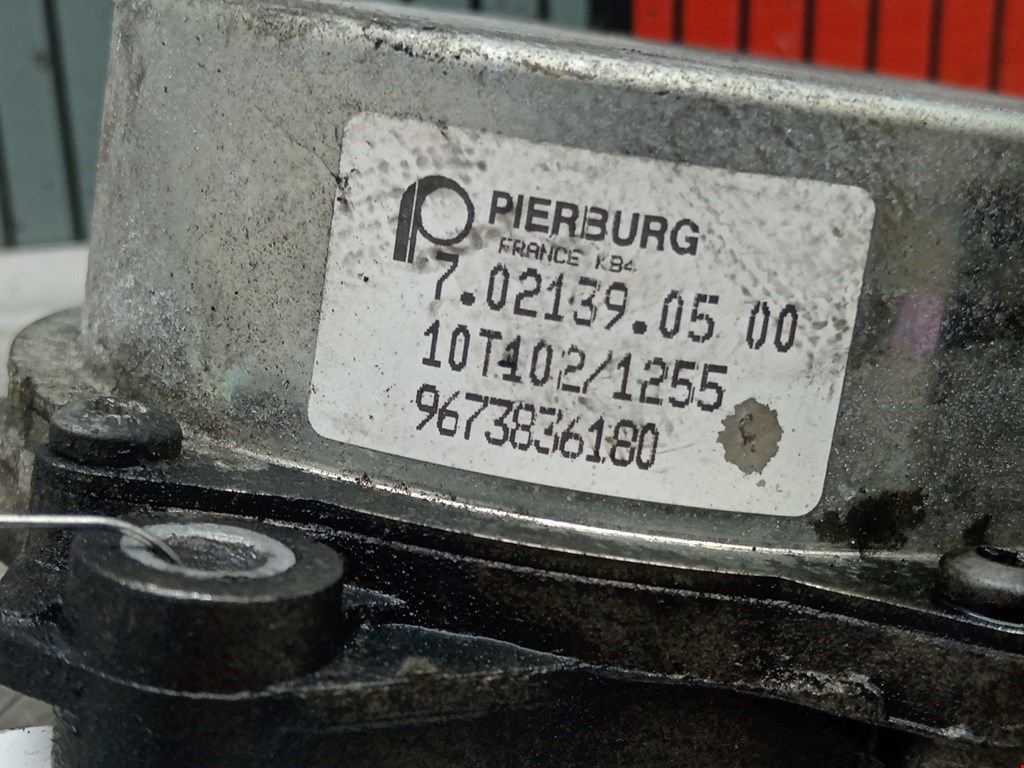 PIERBURG
FRANCE KB4
7.02139.05 00
10T102/1255
9673836180